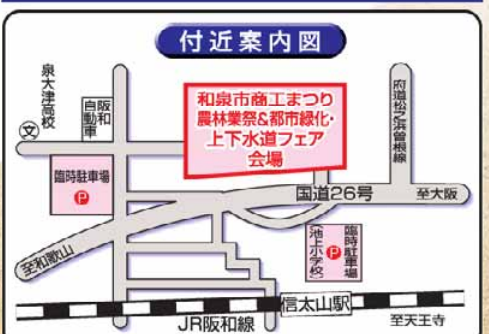 付近案内図
泉大津高校
文
阪和
自動車
和泉市商工まつり
農林業祭&都市緑化・
上下水道フェア
会場
府道松之浜曽根線
臨時駐車場
P
国道26号
至大阪
至和歌山
臨時駐車場
(池上小学校)
P
信太山駅
JR阪和線
至天王寺